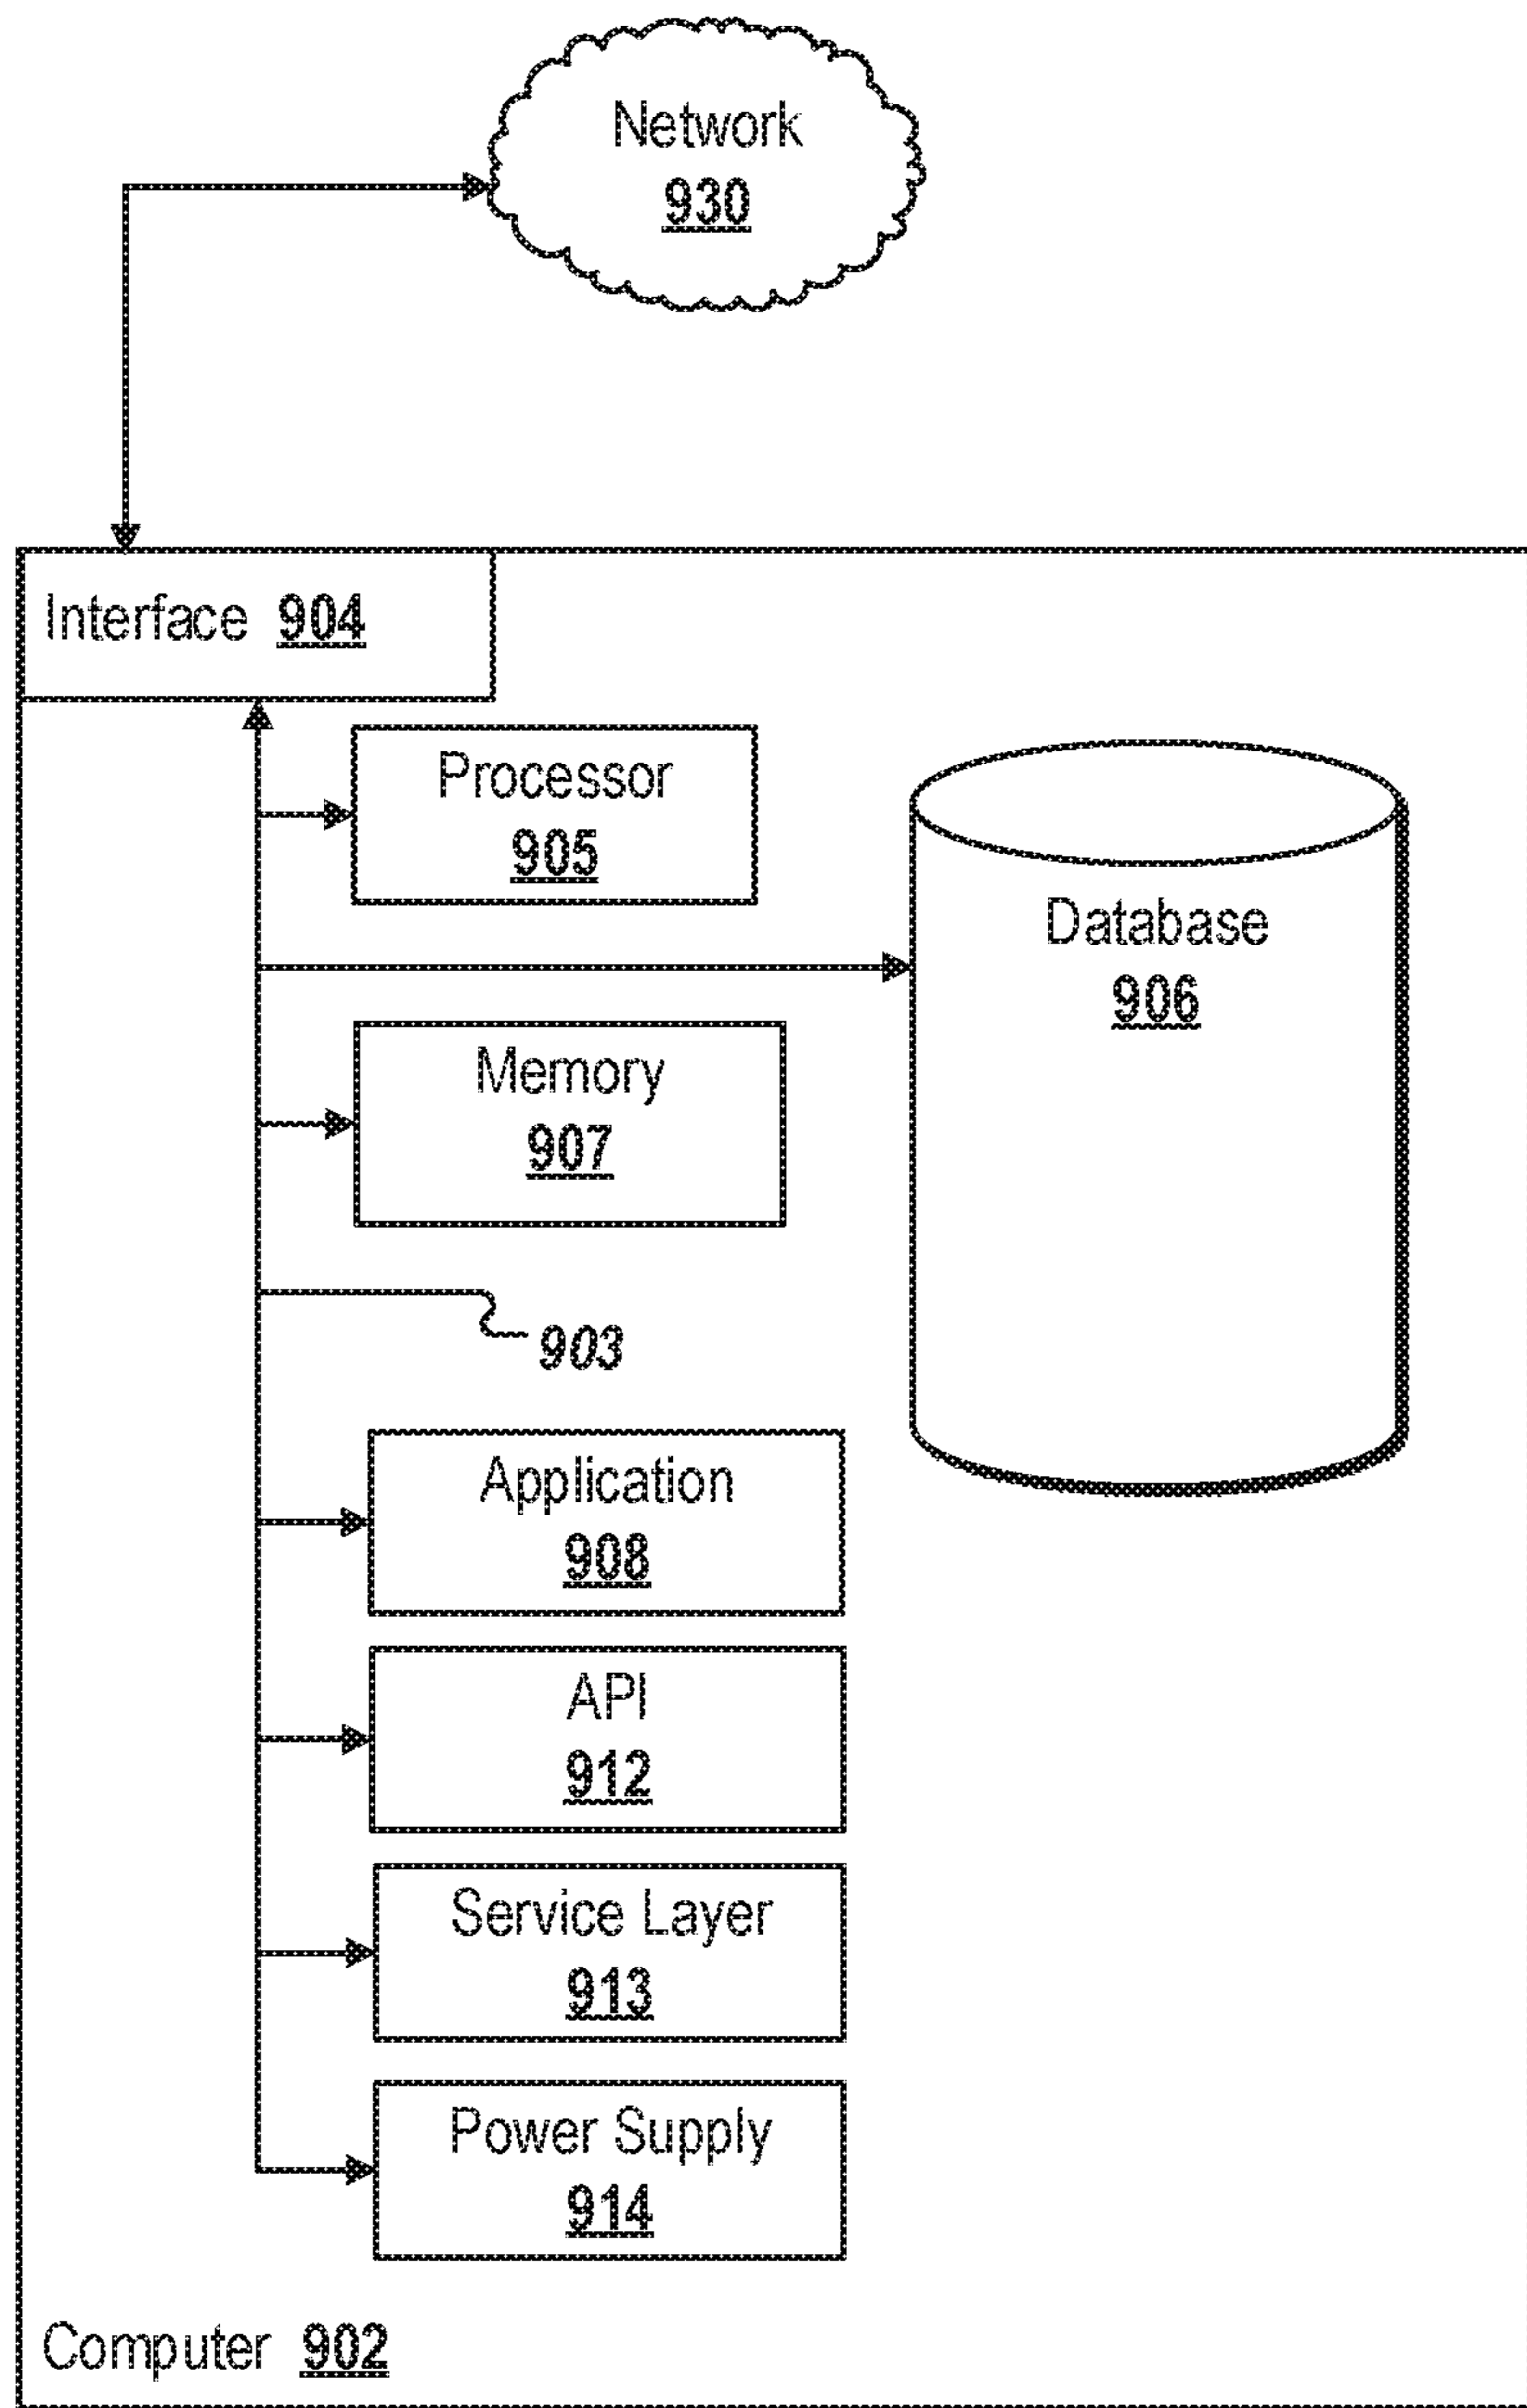 Network
930
Interface 904
Processor
905
Database
906
Memory
907
903
Application
908
API
912
Service Layer
913
Power Supply
914
Computer 902